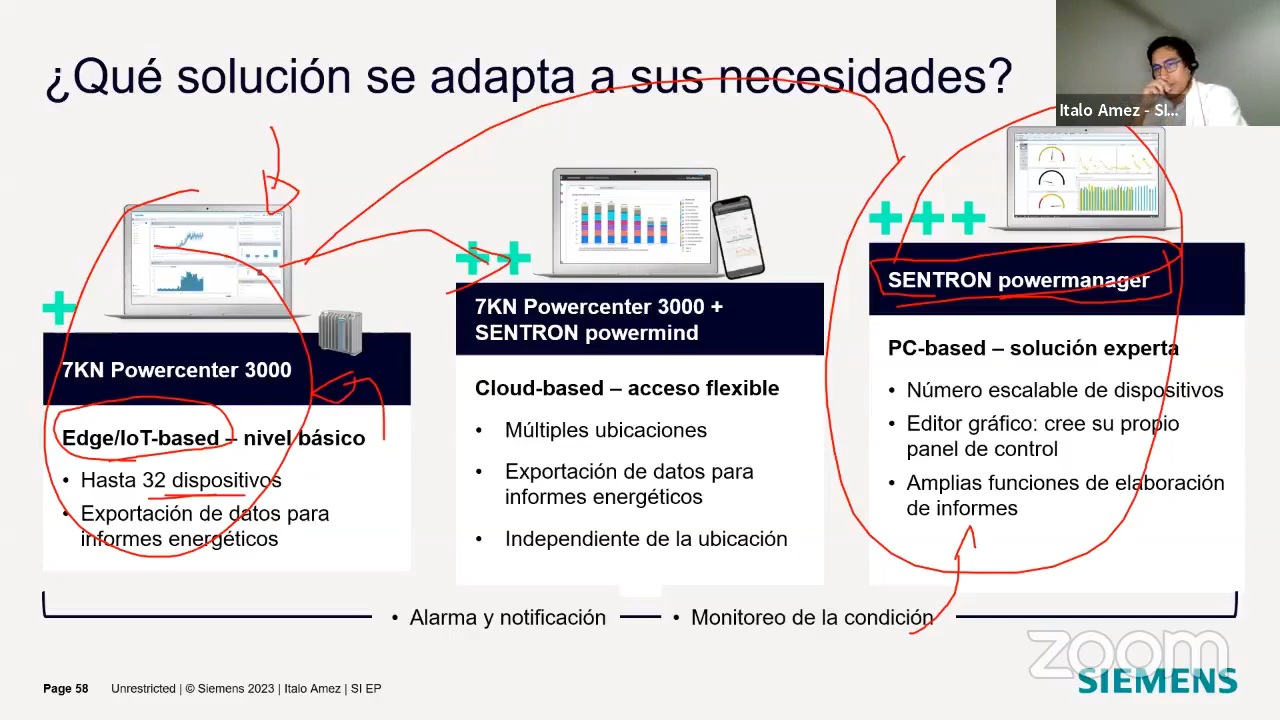 ¿Qué solución se adapta a sus necesidades?
Italo Amez - SI...
7KN Powercenter 3000
Edge/IoT-based – nivel básico
• Hasta 32 dispositivos
• Exportación de datos para
informes energéticos
7KN Powercenter 3000 +
SENTRON powermind
Cloud-based – acceso flexible
• Múltiples ubicaciones
• Exportación de datos para
informes energéticos
• Independiente de la ubicación
SENTRON powermanager
PC-based – solución experta
• Número escalable de dispositivos
• Editor gráfico: cree su propio
panel de control
• Amplias funciones de elaboración
de informes
• Alarma y notificación
• Monitoreo de la condición
zoom
SIEMENS
Page 58 Unrestricted | © Siemens 2023 | Italo Amez | SI EP